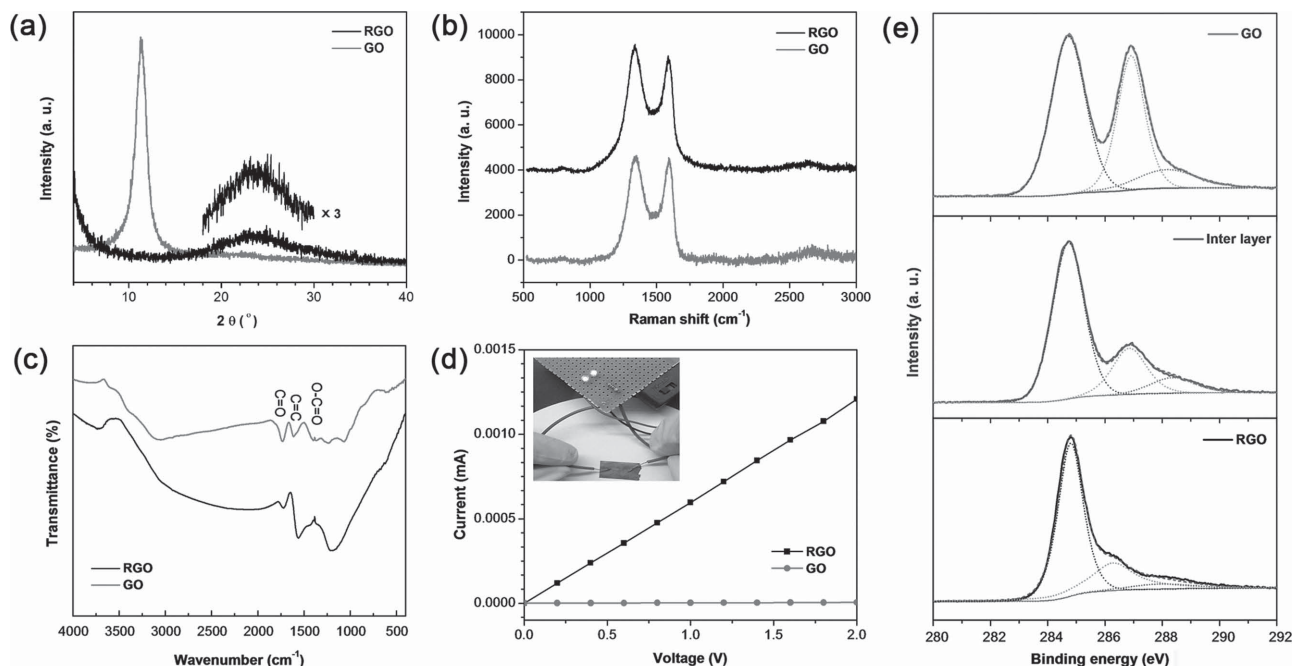 (a)
RGO
GO
x 3
Intensity (a. u.)
10 20 30 40
2 θ (°)
(b)
10000
8000
6000
4000
2000
0
RGO
GO
Intensity (a. u.)
500 1000 1500 2000 2500 3000
Raman shift (cm-1)
(c)
C=O
C=C
O-C=O
Transmittance (%)
RGO
GO
4000 3500 3000 2500 2000 1500 1000 500
Wavenumber (cm-1)
(d)
0.0015
0.0010
0.0005
0.0000
Current (mA)
RGO
GO
0.0 0.5 1.0 1.5 2.0
Voltage (V)
(e)
GO
Inter layer
RGO
Intensity (a. u.)
280 282 284 286 288 290 292
Binding energy (eV)